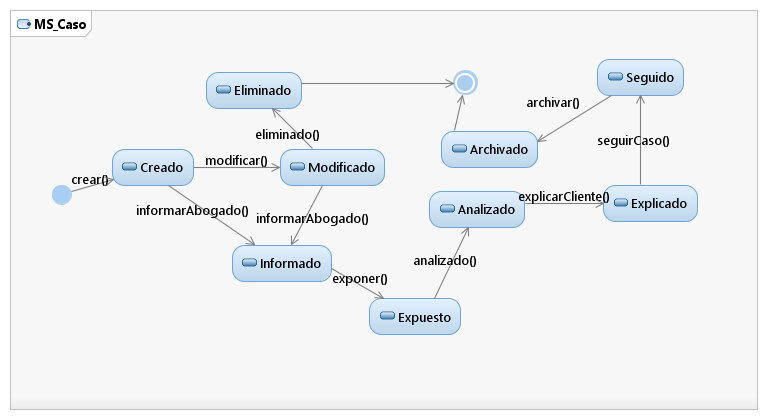 MS_Caso
Eliminado
Seguido
archivar()
eliminado()
seguirCaso()
Archivado
crear()
Creado
modificar()
Modificado
informarAbogado()
informarAbogado()
Analizado
explicarCliente()
Explicado
Informado
exponer()
analizado()
Expuesto